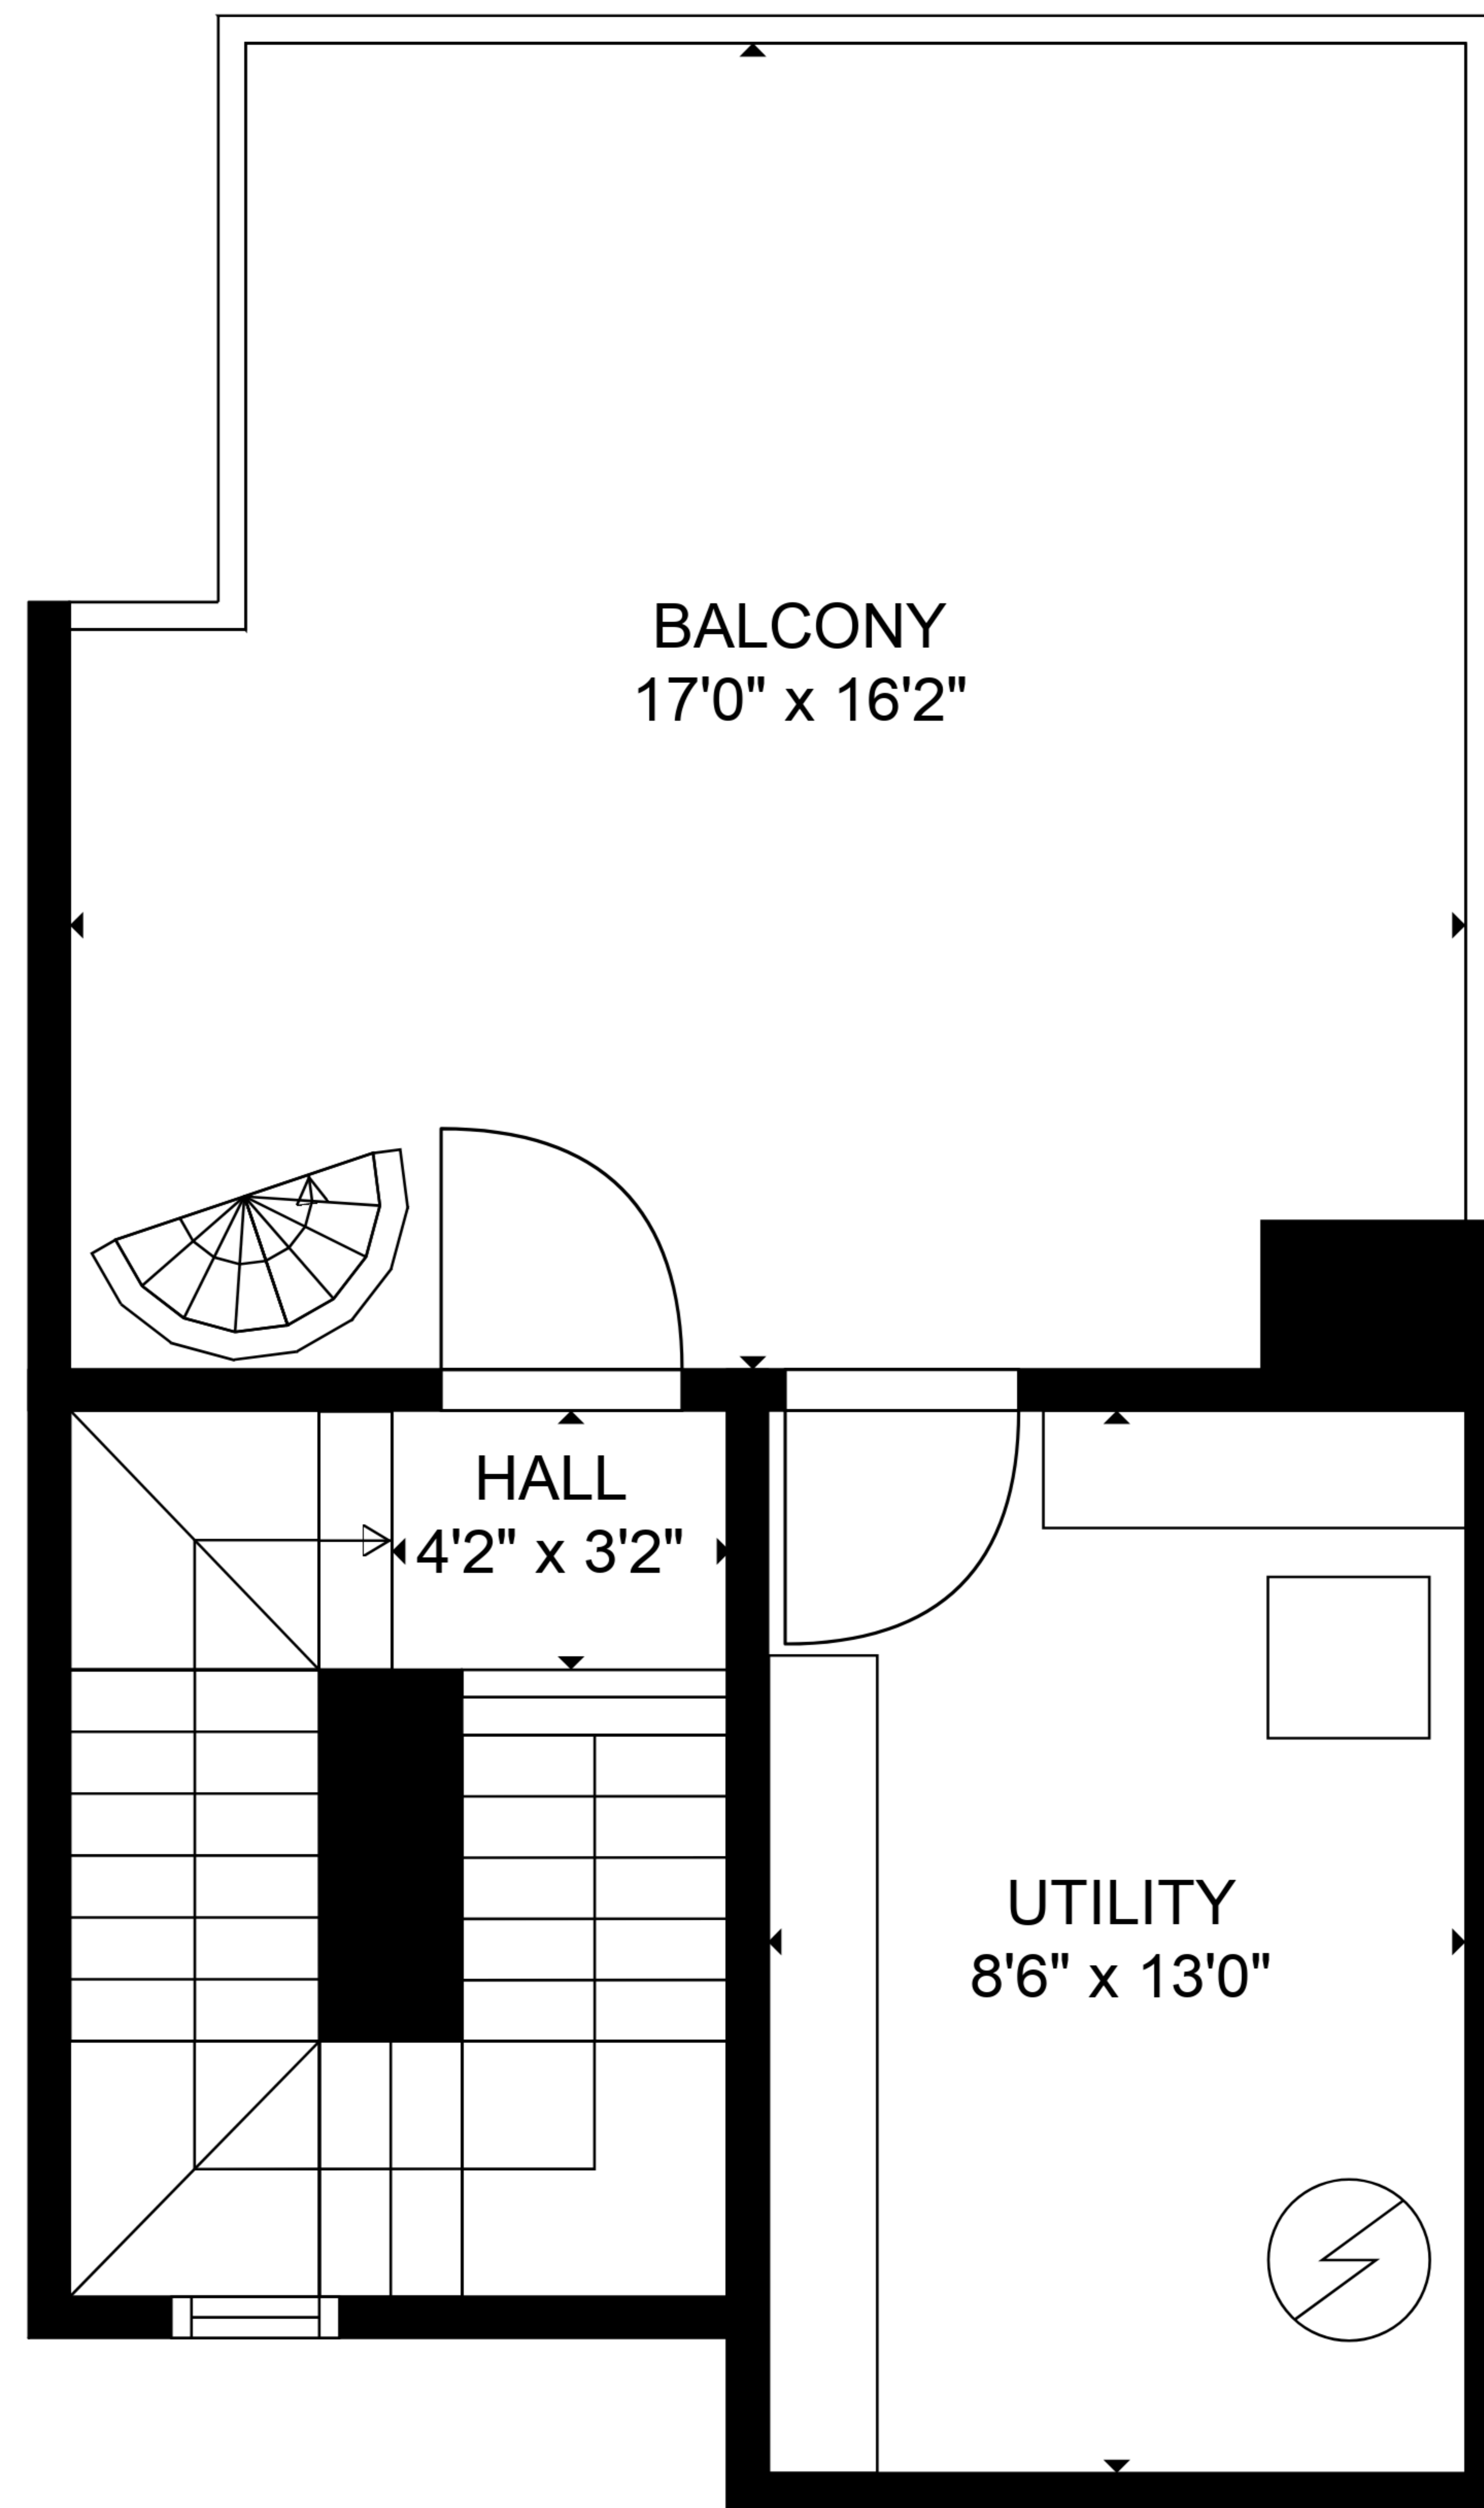 BALCONY
17'0" x 16'2"
HALL
4'2" x 3'2"
UTILITY
8'6" x 13'0"